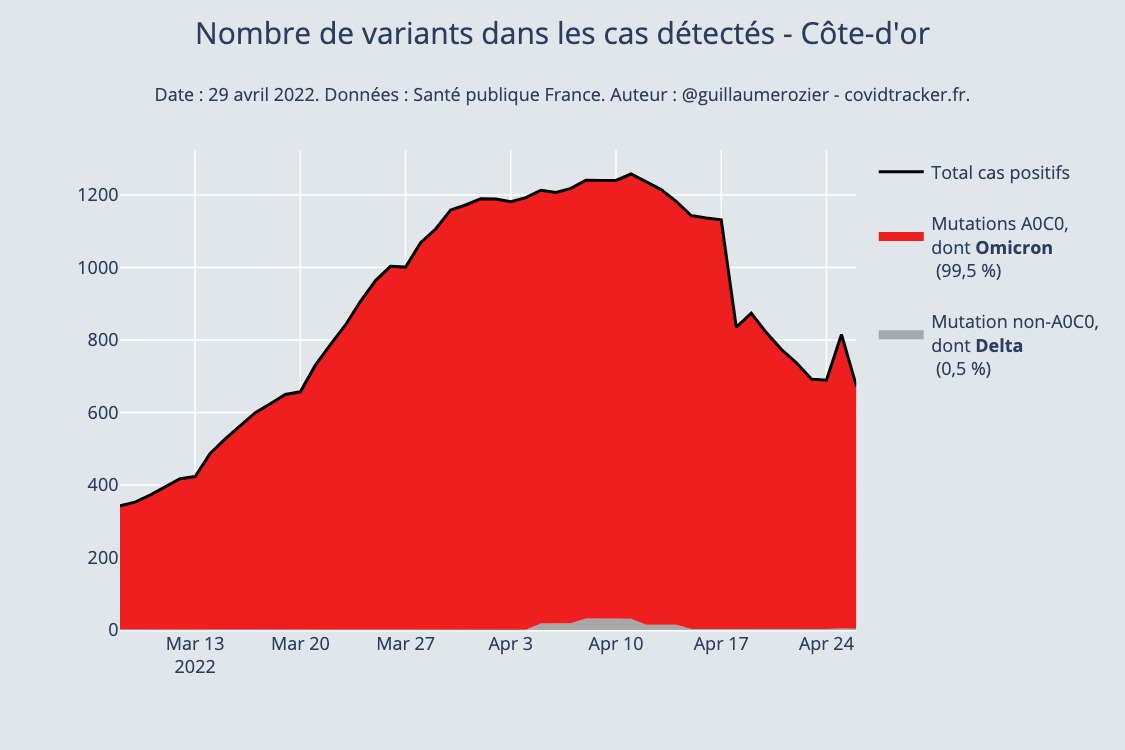 Nombre de variants dans les cas détectés - Côte-d'or
Date : 29 avril 2022. Données : Santé publique France. Auteur : @guillaumerozier - covidtracker.fr.
1200
1000
800
600
400
200
0
Mar 13
2022
Mar 20
Mar 27
Apr 3
Apr 10
Apr 17
Apr 24
Total cas positifs
Mutations A0C0,
dont Omicron
(99,5 %)
Mutation non-A0C0,
dont Delta
(0,5 %)